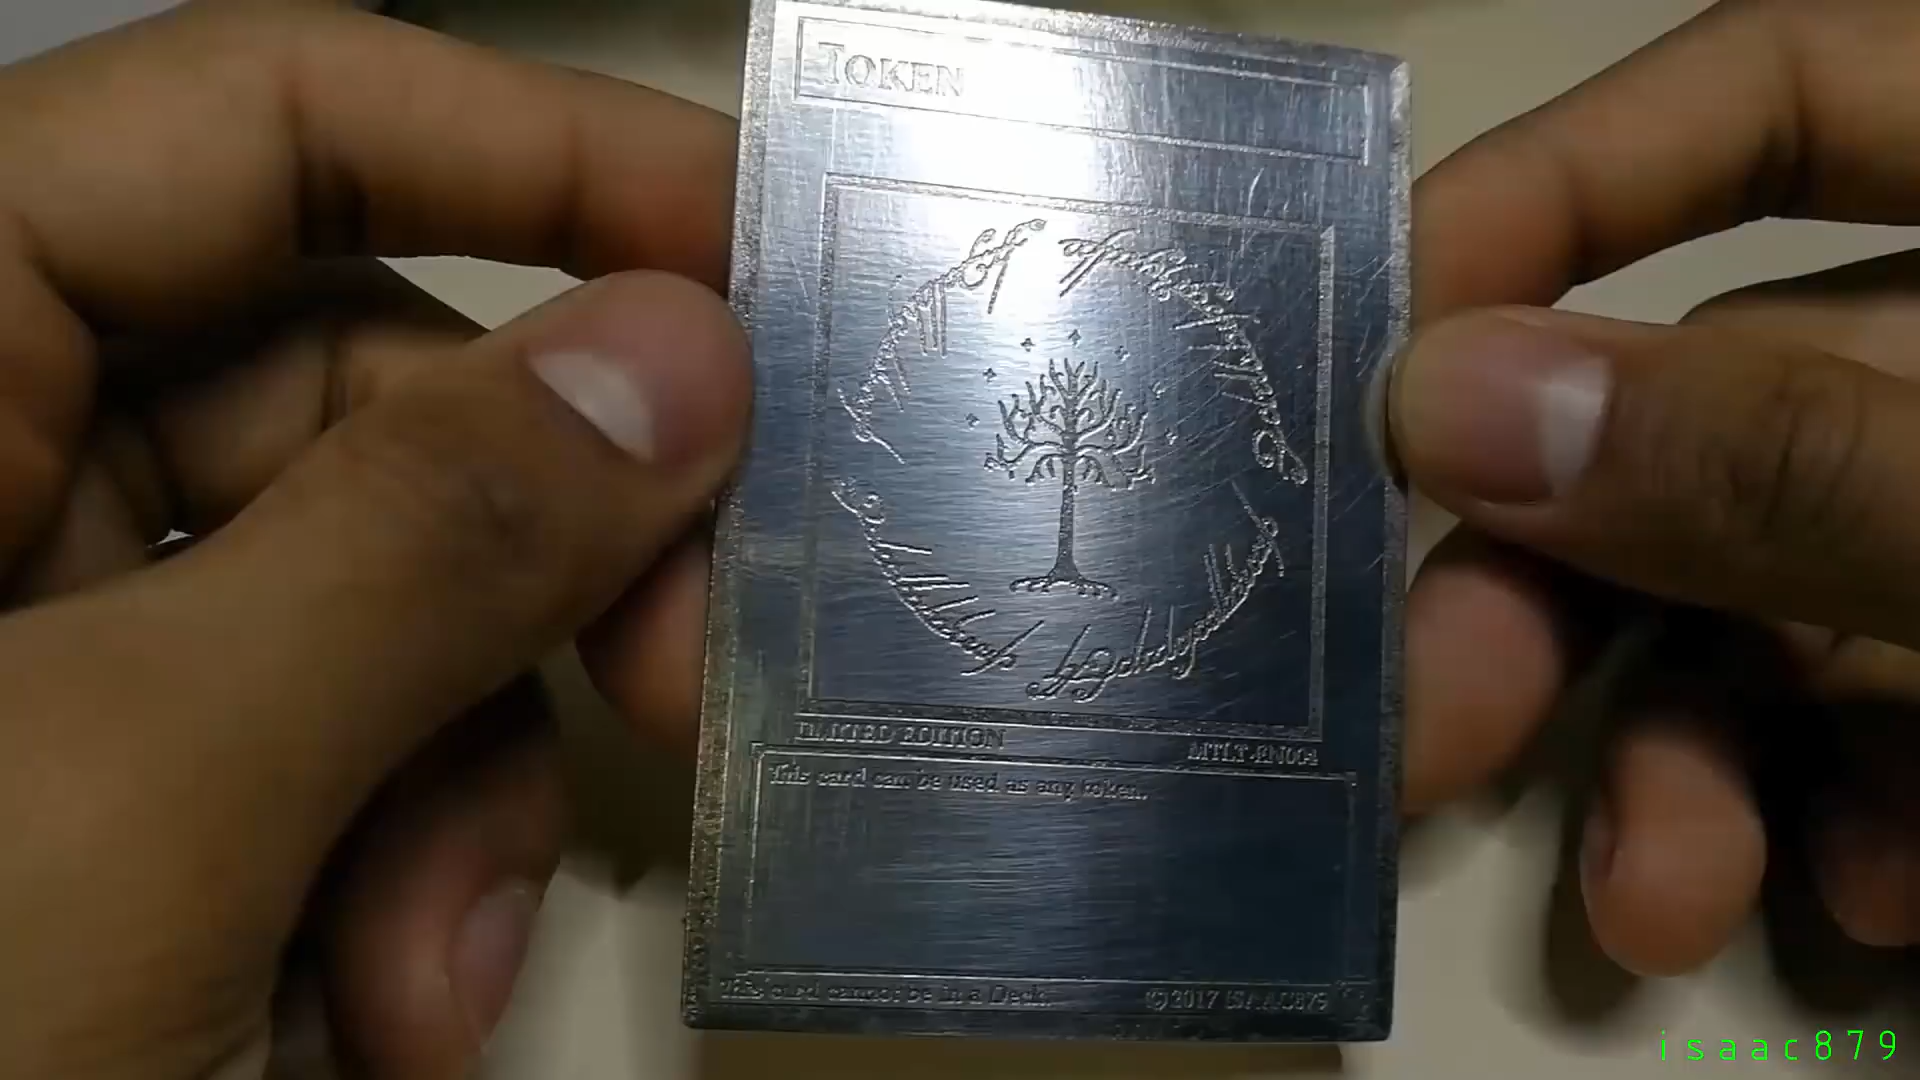 TOKEN
LIMITED EDITION
MTLT-EN004
This card can be used as any token.
This card cannot be in a Deck.
©2017 ISAAC879
isaac879